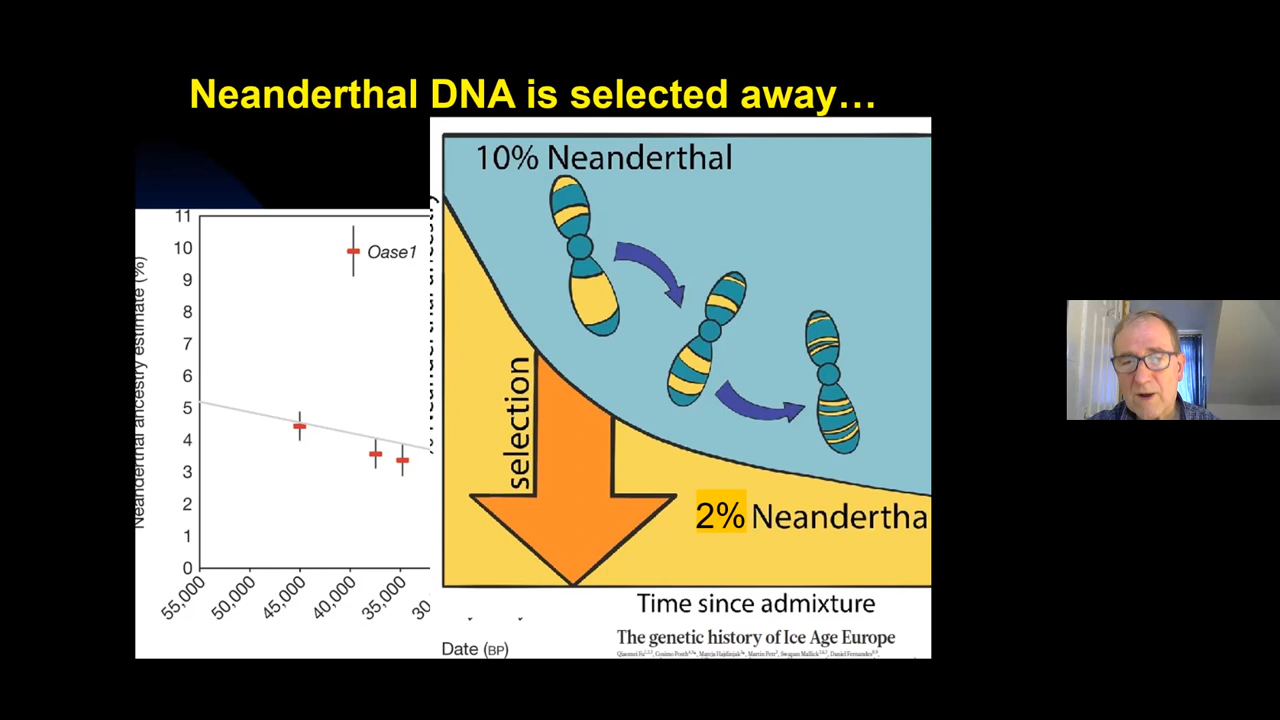 Neanderthal DNA is selected away…
Neanderthal ancestry estimate (%)
11
10
9
8
7
6
5
4
3
2
1
0
Oase1
55,000
50,000
45,000
40,000
35,000
30
10% Neanderthal
selection
2% Neandertha
Time since admixture
Date (BP)
The genetic history of Ice Age Europe